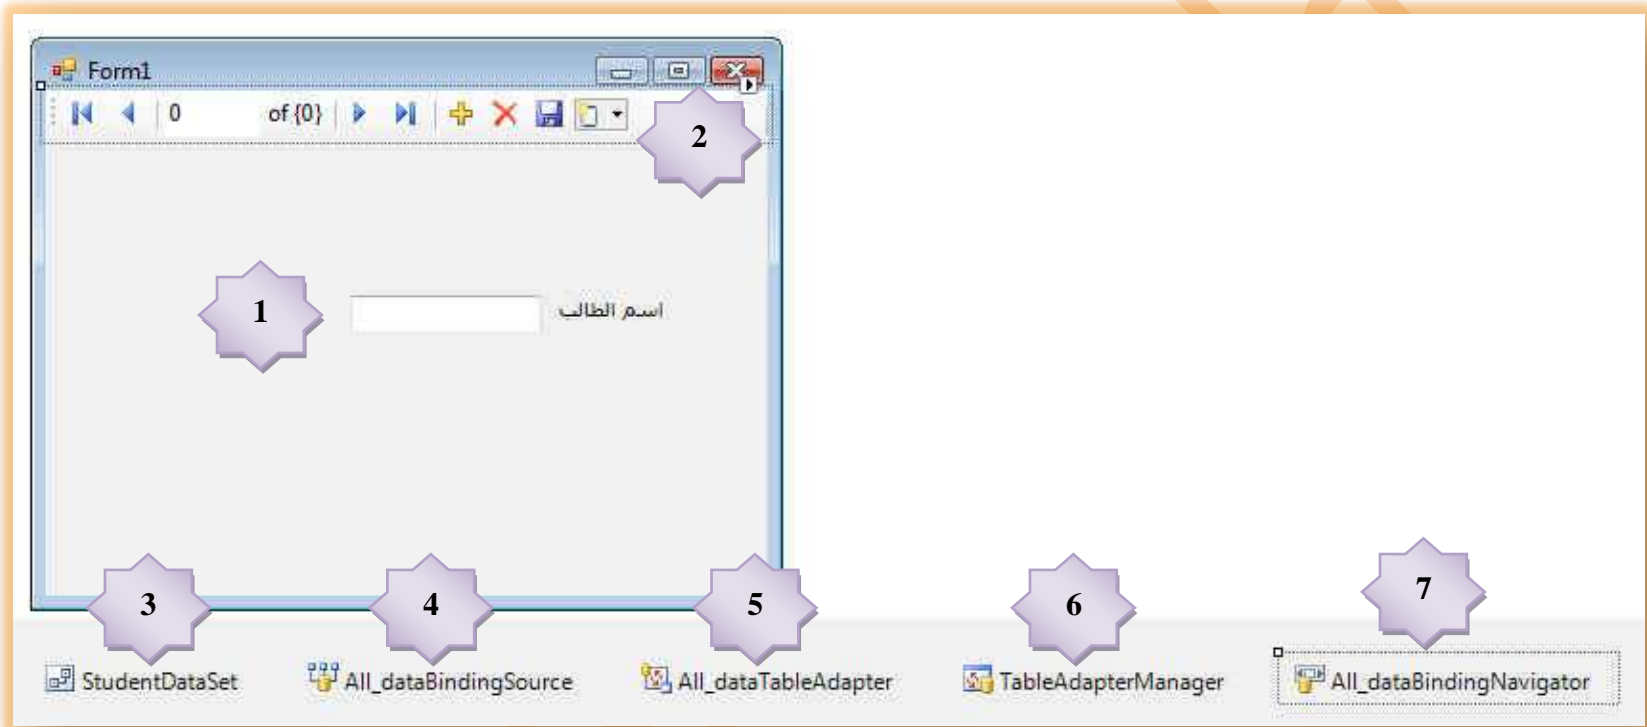 Form1
0 of {0}
2
1
اسم الطالب
3 4 5 6 7
StudentDataSet All_dataBindingSource All_dataTableAdapter TableAdapterManager All_dataBindingNavigator